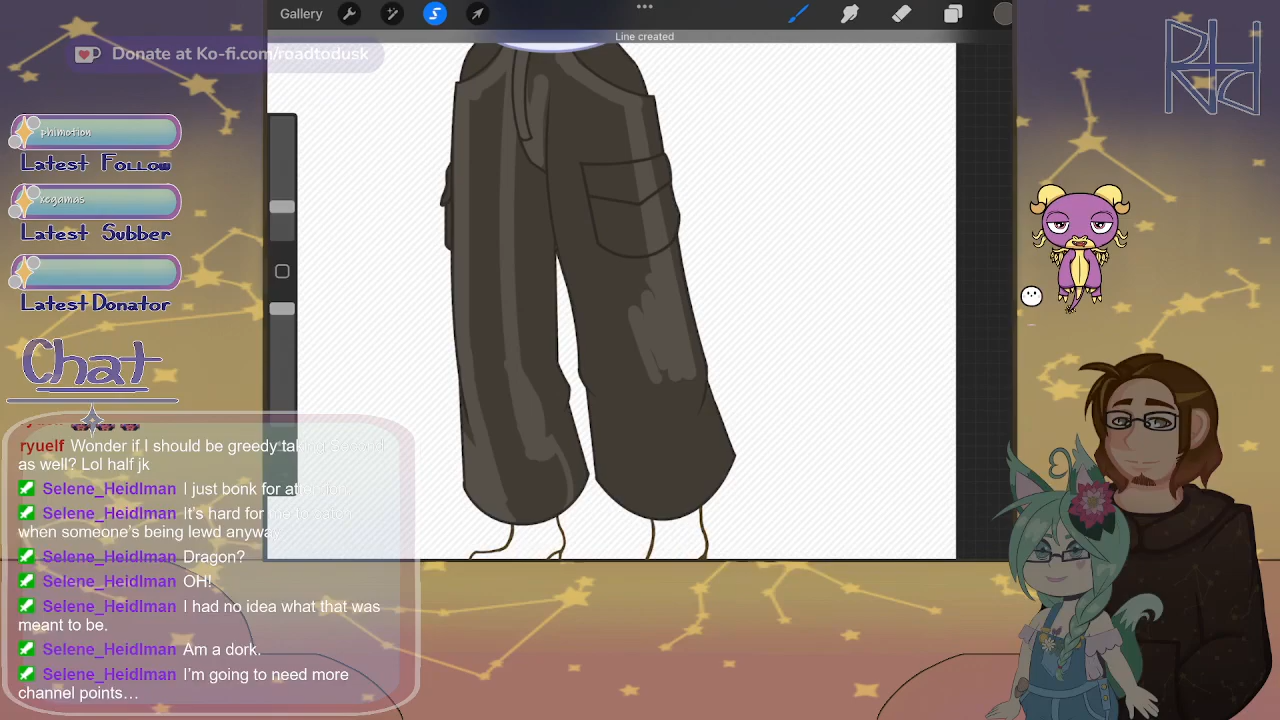 Gallery
Line created
Donate at Ko-fi.com/roadtodusk
phimotion
Latest Follow
xcgamas
Latest Subber
Latest Donator
Chat
ryuelf Wonder if I should be greedy
as well? Lol half jk
Selene_Heidlman I just bonk for
Selene_Heidlman It's hard for
when someone's being lewd anyway
Selene_Heidlman Dragon?
Selene_Heidlman OH!
Selene_Heidlman I had no idea what that was
meant to be.
Selene_Heidlman Am a dork.
Selene_Heidlman I'm going to need more
channel points…
Rtd